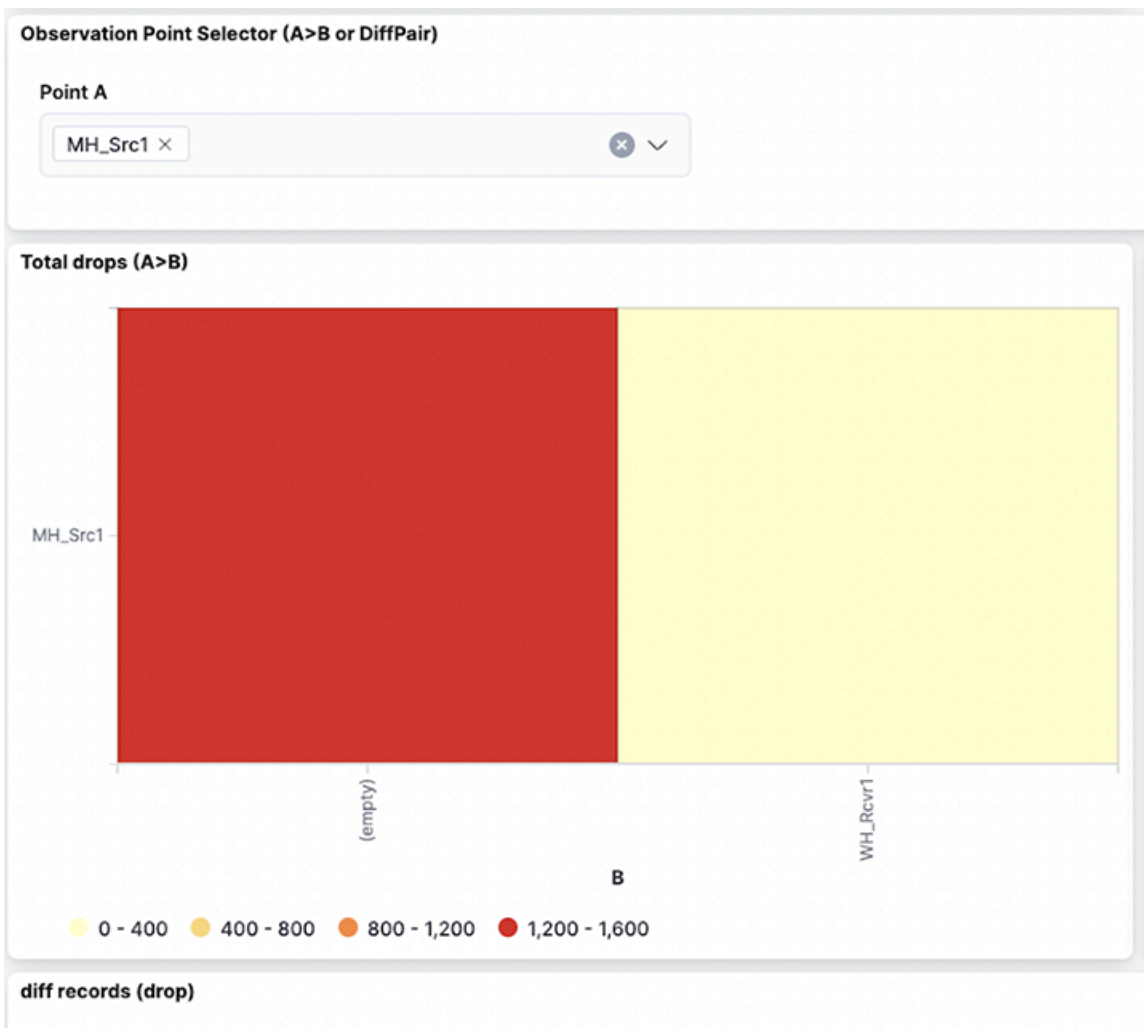 Observation Point Selector (A>B or DiffPair)
Point A
MH_Src1 ×
Total drops (A>B)
MH_Src1
(empty)
WH_Rcvr1
B
0 - 400
400 - 800
800 - 1,200
1,200 - 1,600
diff records (drop)